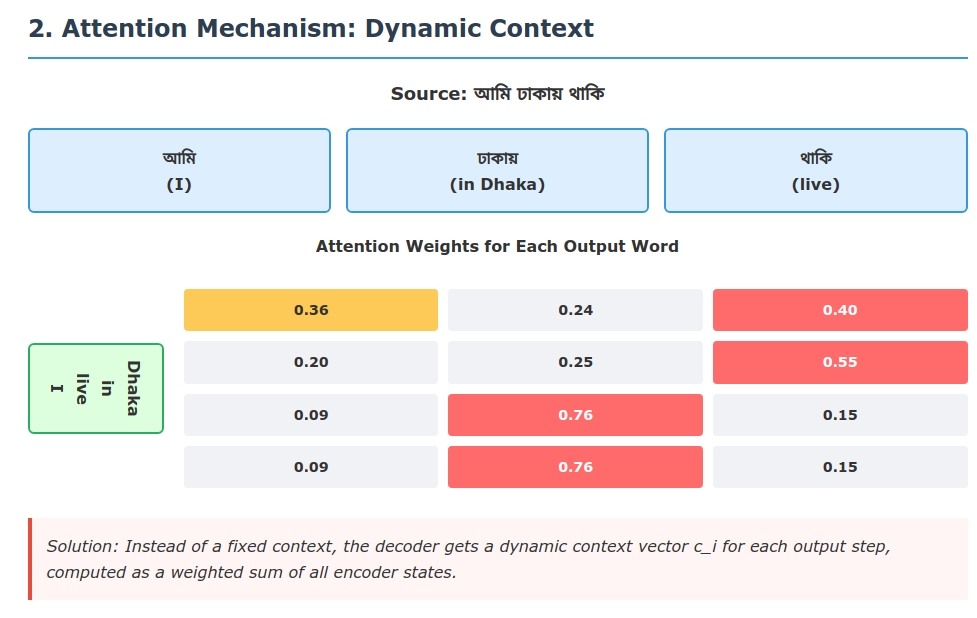 2. Attention Mechanism: Dynamic Context
Source: আমি ঢাকায় থাকি
আমি
(I)
ঢাকায়
(in Dhaka)
থাকি
(live)
Attention Weights for Each Output Word
I
live
in
Dhaka
0.36 0.24 0.40
0.20 0.25 0.55
0.09 0.76 0.15
0.09 0.76 0.15
Solution: Instead of a fixed context, the decoder gets a dynamic context vector c_i for each output step,
computed as a weighted sum of all encoder states.